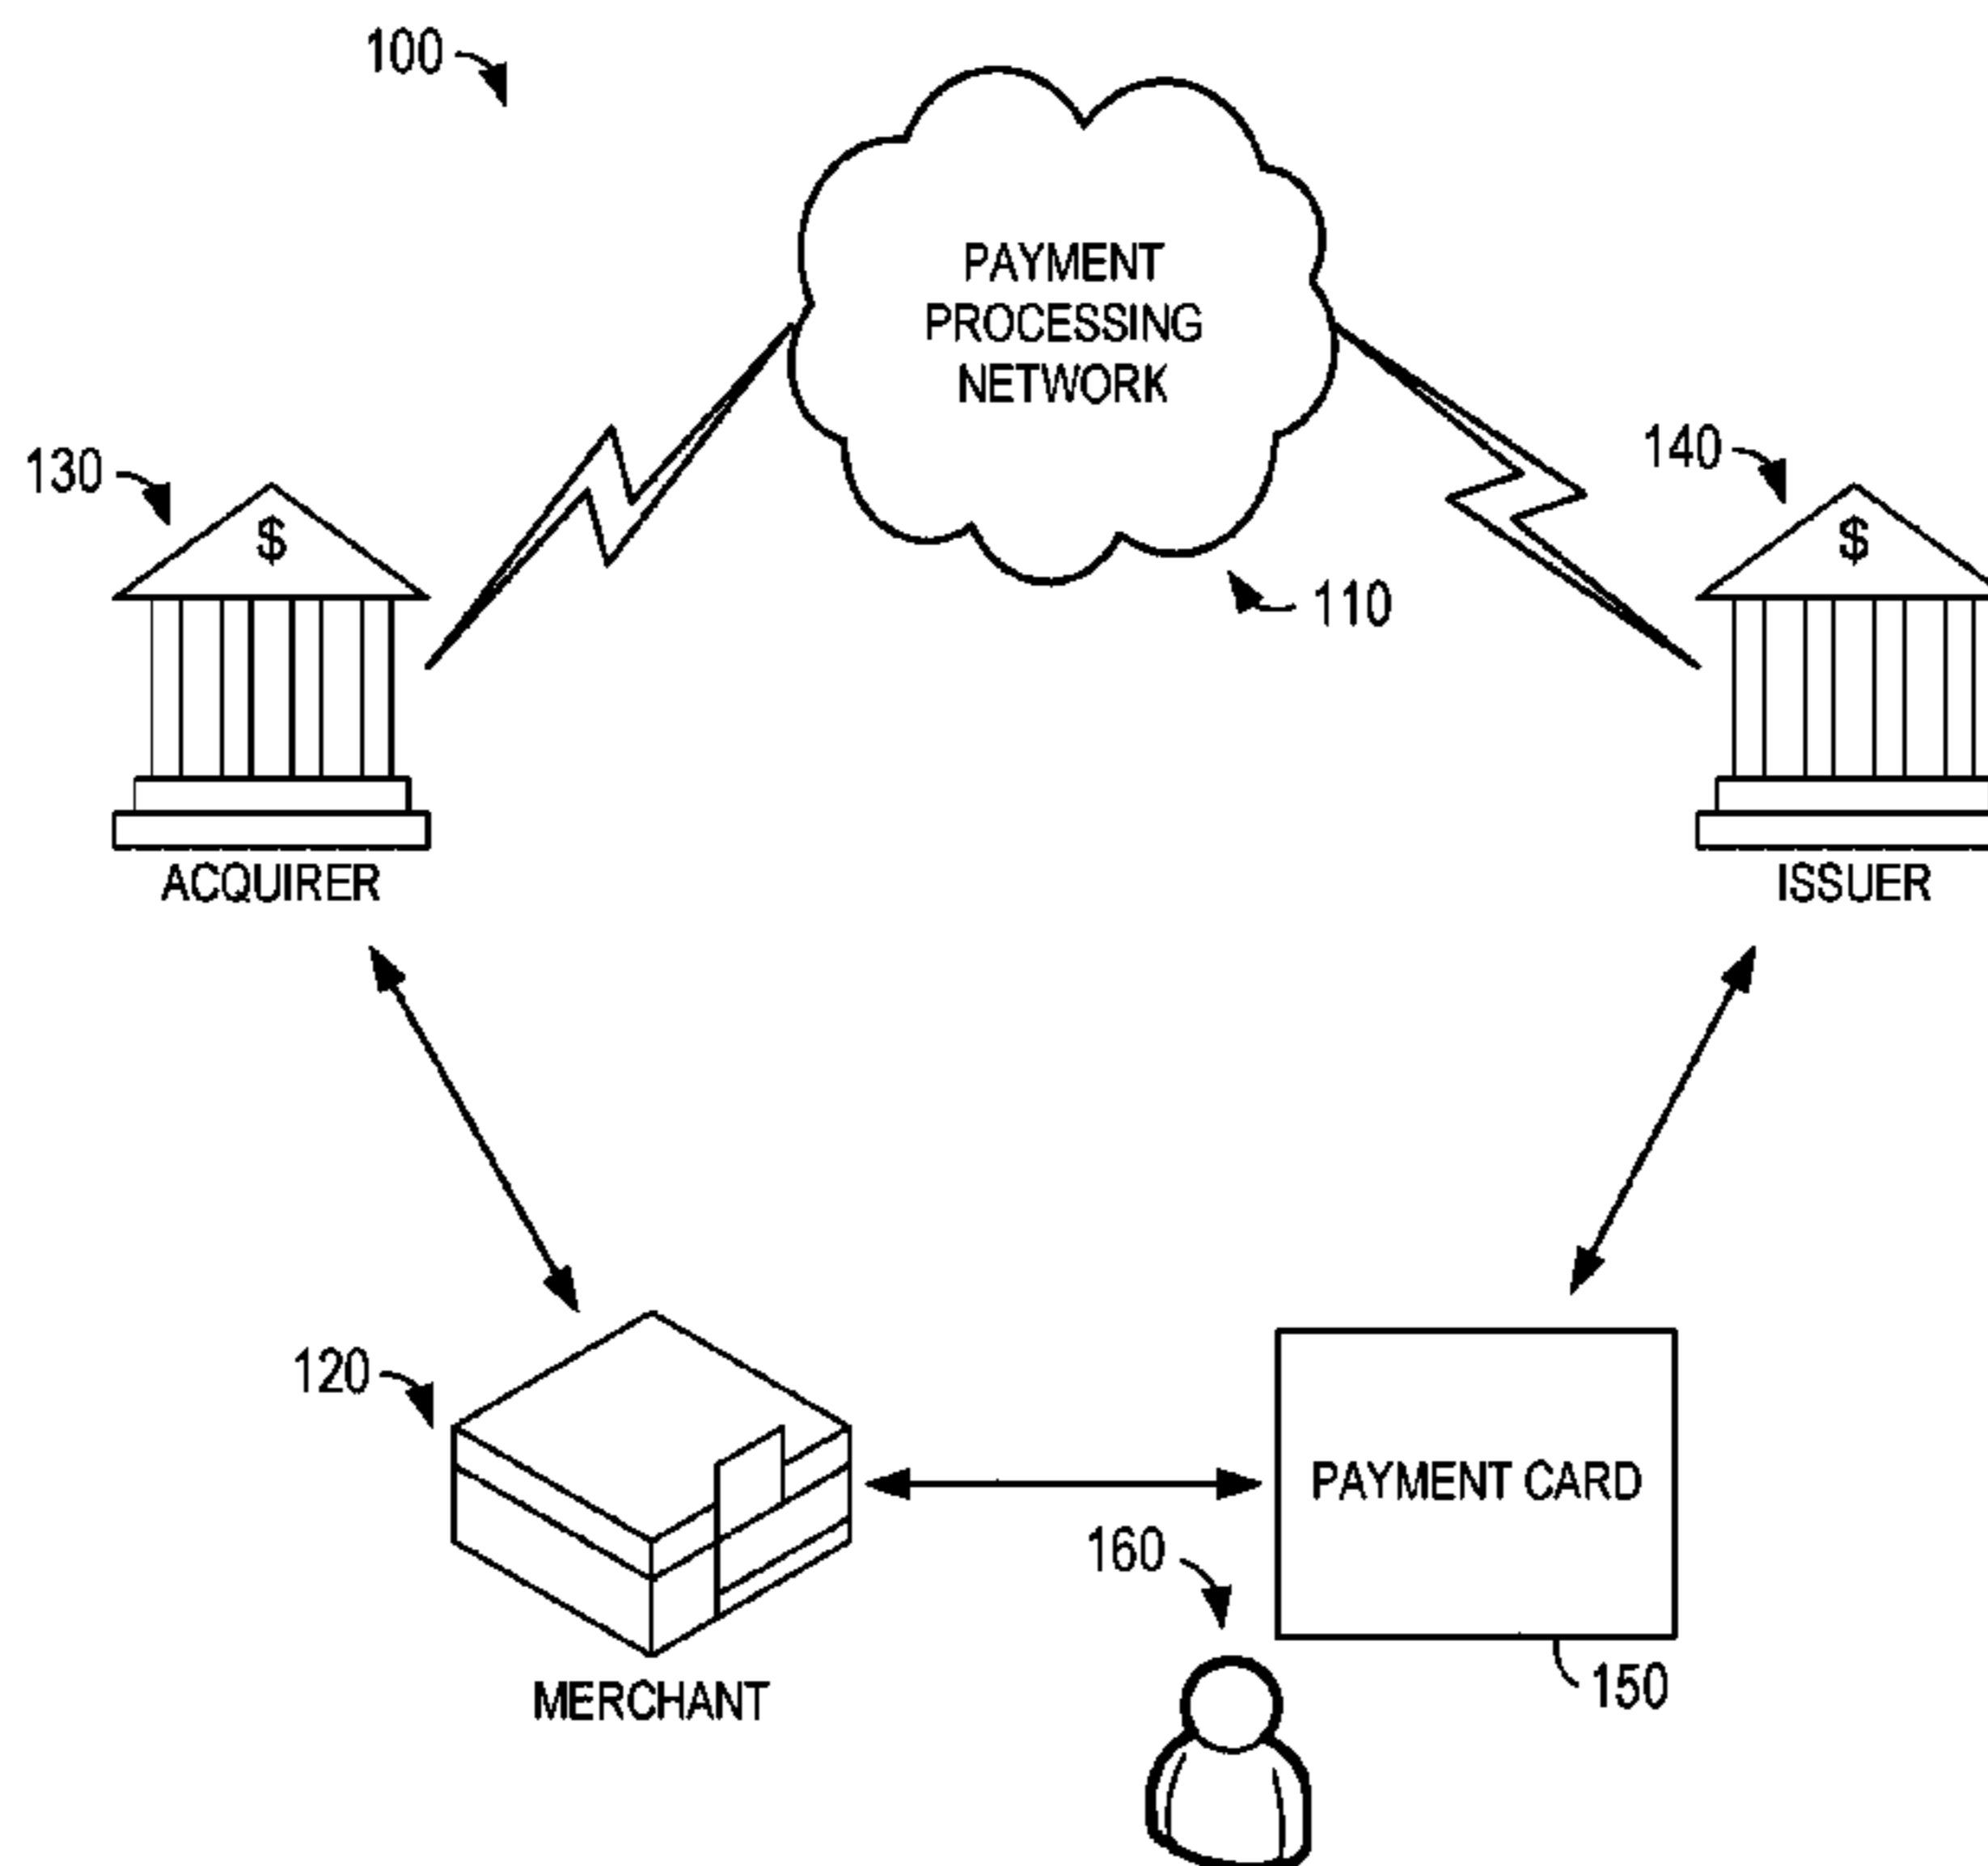 100
PAYMENT
PROCESSING
NETWORK
130
$
140
$
110
ACQUIRER
ISSUER
120
PAYMENT CARD
160
150
MERCHANT